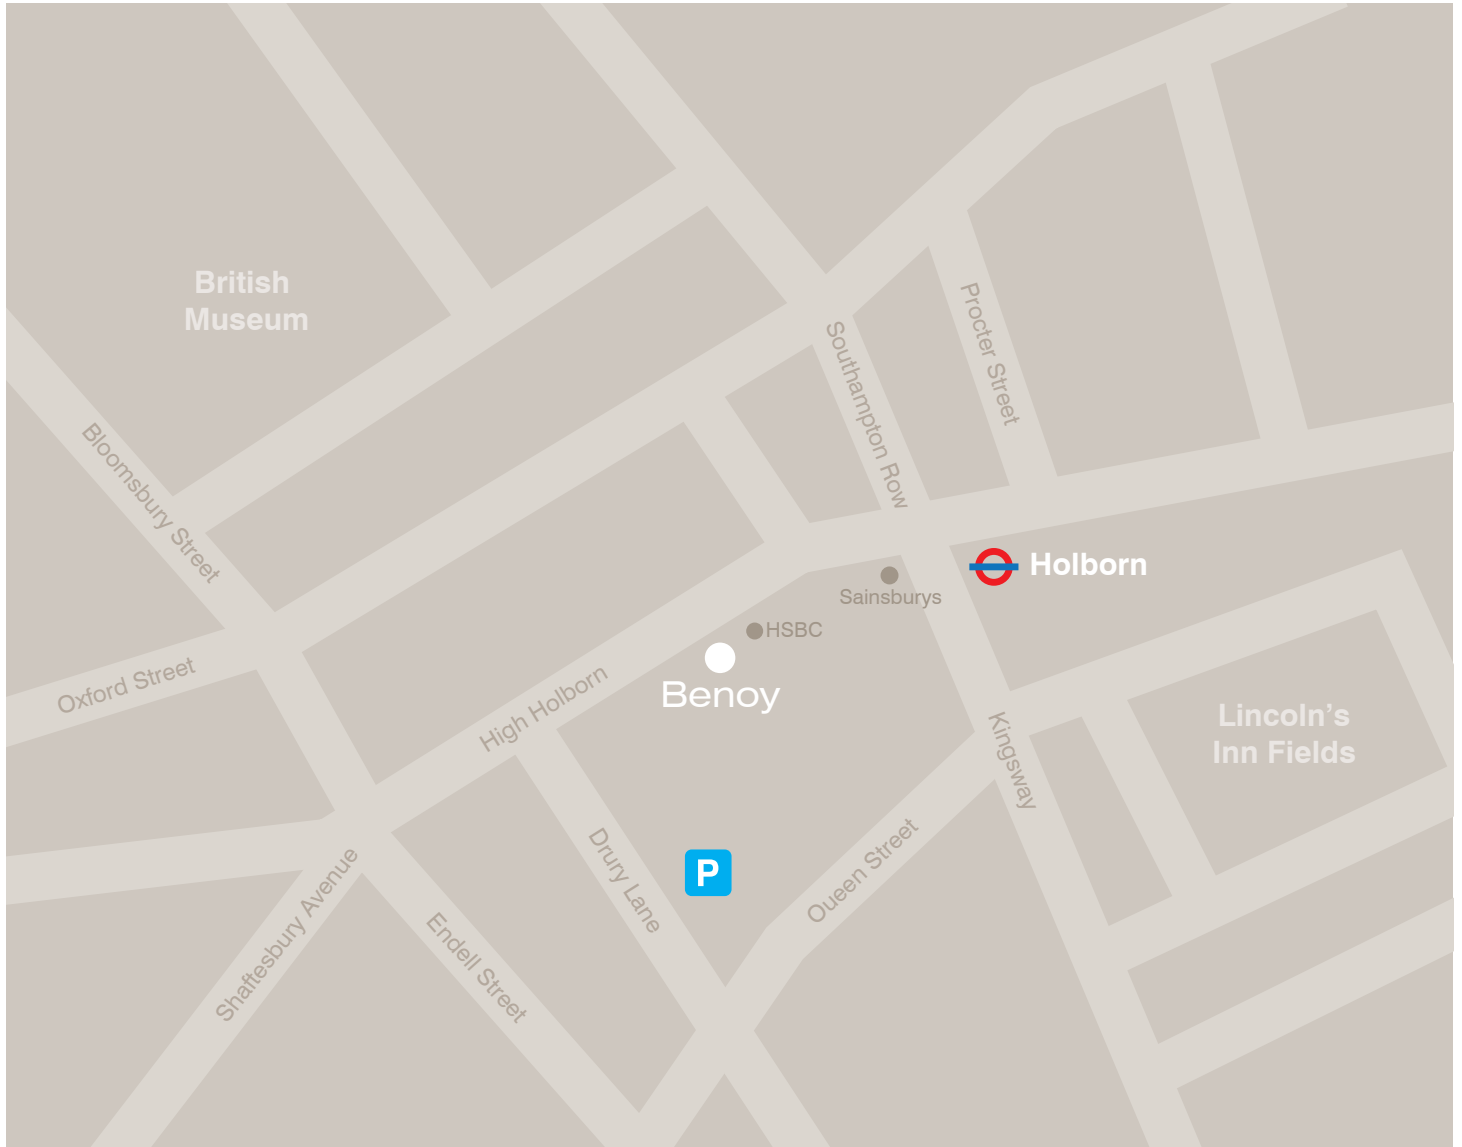 British
Museum
Procter Street
Southampton Row
Bloomsbury Street
Holborn
Sainsburys
HSBC
Benoy
Oxford Street
High Holborn
Lincoln’s
Inn Fields
Kingsway
P
Drury Lane
Queen Street
Shaftesbury Avenue
Endell Street